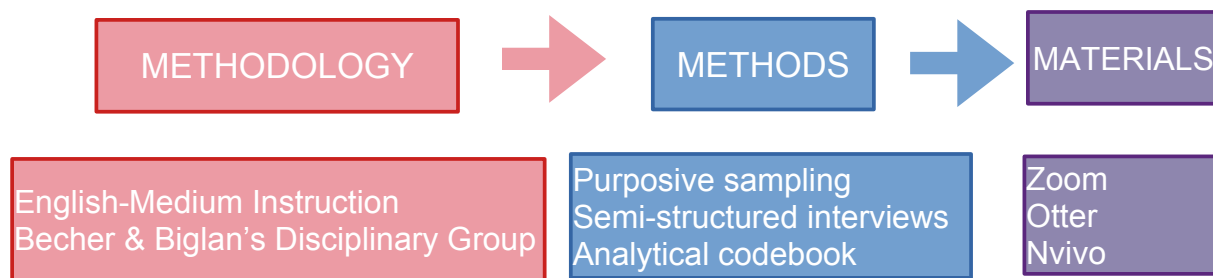 METHODOLOGY
METHODS
MATERIALS
English-Medium Instruction
Becher & Biglan's Disciplinary Group
Purposive sampling
Semi-structured interviews
Analytical codebook
Zoom
Otter
Nvivo